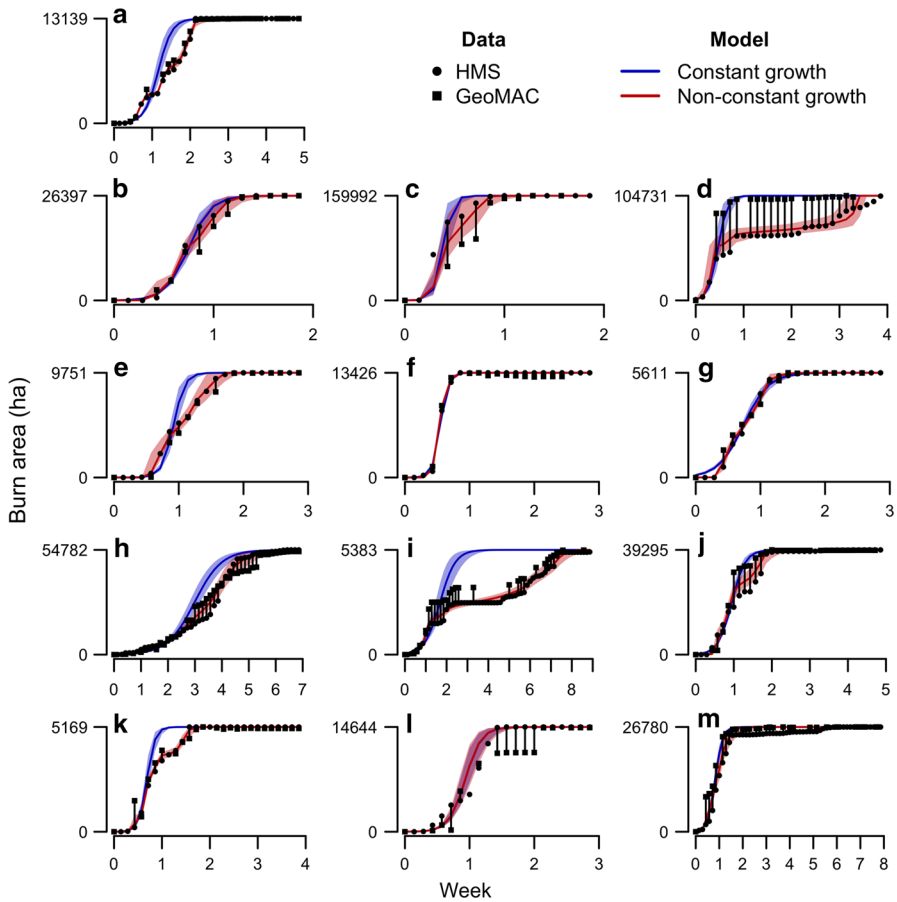 a
13139
0
0 1 2 3 4 5
Data
HMS
GeoMAC
Model
Constant growth
Non-constant growth
b
26397
0
0 1 2
c
159992
0
0 1 2
d
104731
0
0 1 2 3 4
e
9751
0
0 1 2 3
f
13426
0
0 1 2 3
g
5611
0
0 1 2 3
h
54782
0
0 1 2 3 4 5 6 7
i
5383
0
0 2 4 6 8
j
39295
0
0 1 2 3 4 5
k
5169
0
0 1 2 3 4
l
14644
0
0 1 2 3
m
26780
0
0 1 2 3 4 5 6 7 8
Burn area (ha)
Week